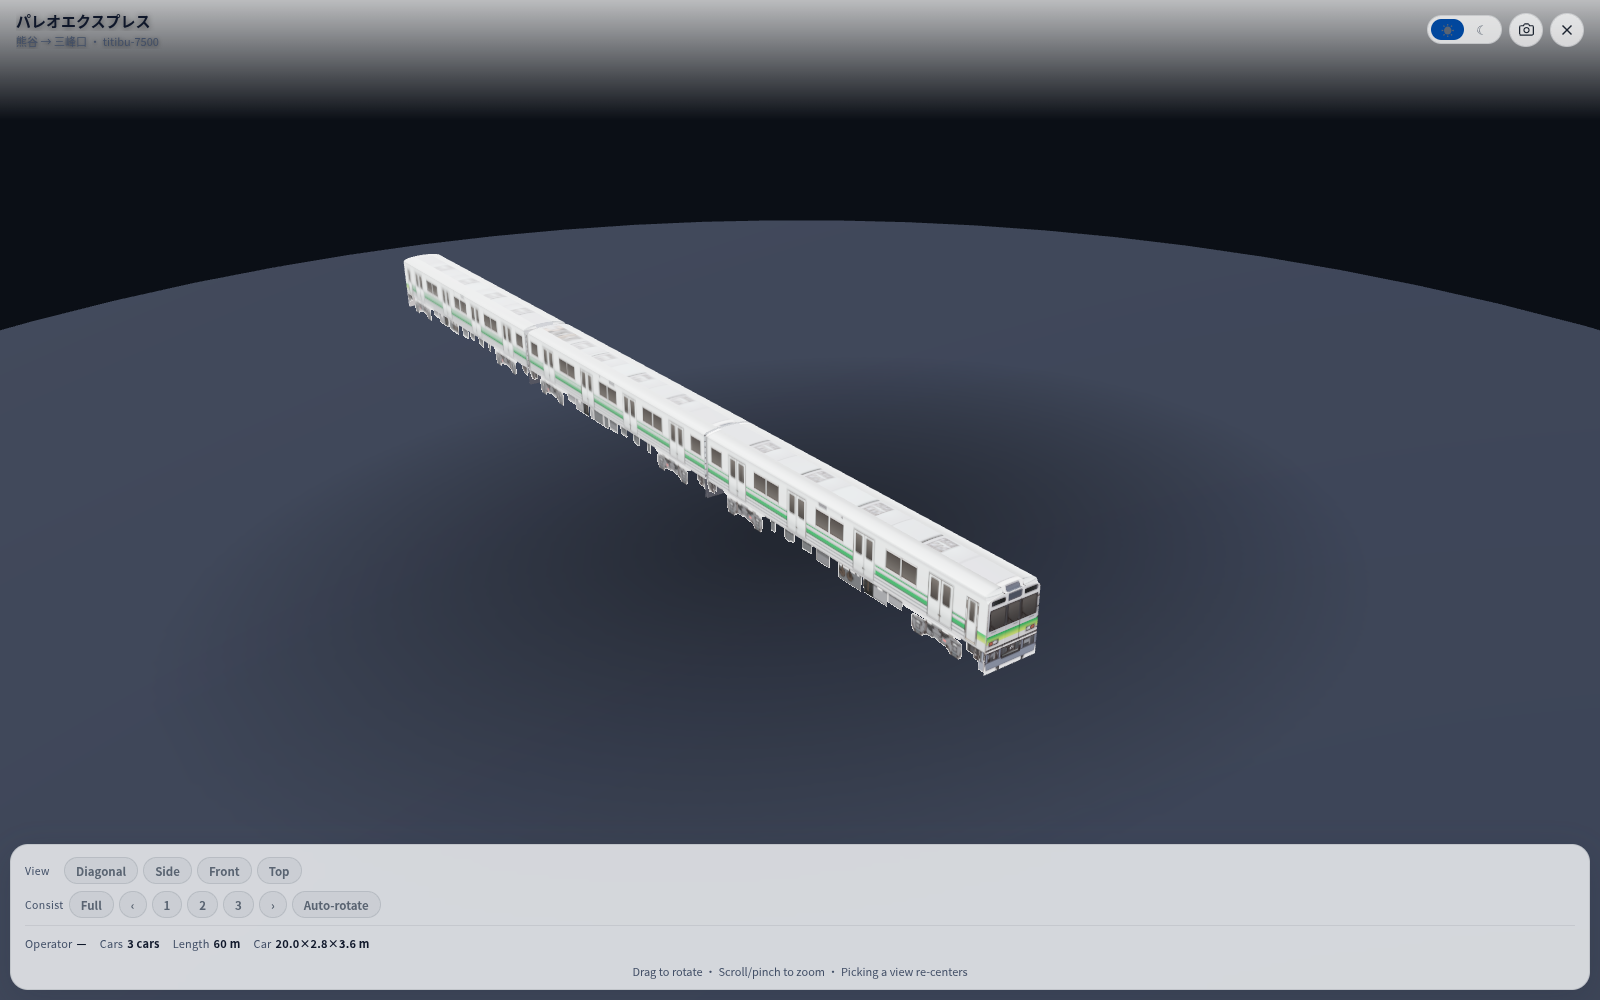 パレオエクスプレス
熊谷 → 三峰口 ・ titibu-7500
View Diagonal Side Front Top
Consist Full ‹ 1 2 3 › Auto-rotate
Operator — Cars 3 cars Length 60 m Car 20.0×2.8×3.6 m
Drag to rotate ・ Scroll/pinch to zoom ・ Picking a view re-centers